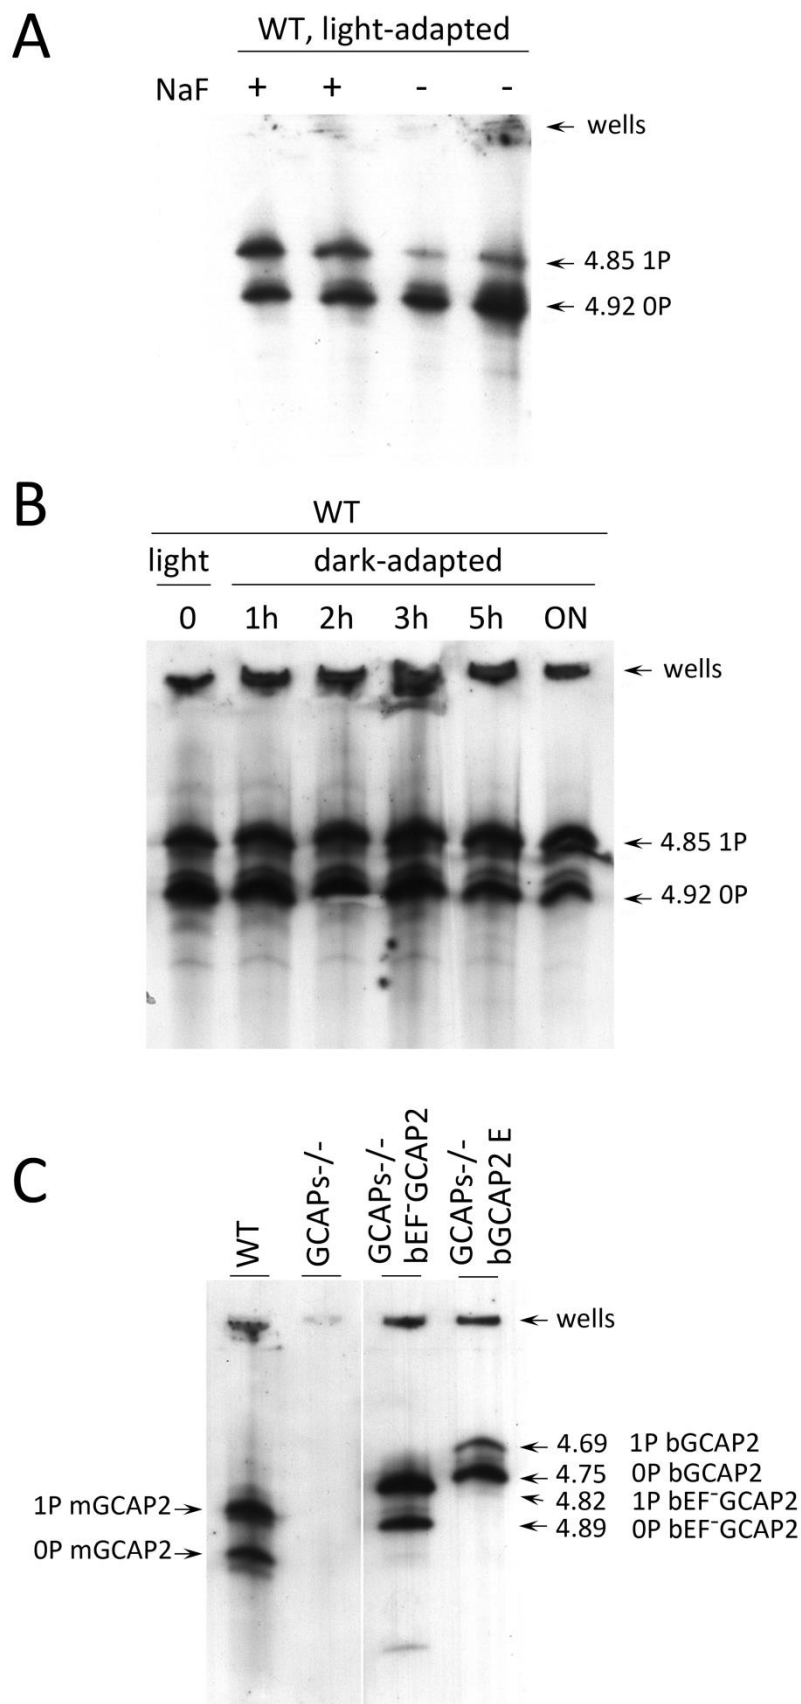 A
WT, light-adapted
NaF + + - -
← wells
← 4.85 1P
← 4.92 0P
B
WT
light dark-adapted
0 1h 2h 3h 5h ON
← wells
← 4.85 1P
← 4.92 0P
C
WT
GCAPs-/-
GCAPs-/-
bEF⁻GCAP2
GCAPs-/-
bGCAP2 E
← wells
← 4.69 1P bGCAP2
← 4.75 0P bGCAP2
← 4.82 1P bEF⁻GCAP2
← 4.89 0P bEF⁻GCAP2
1P mGCAP2→
0P mGCAP2→